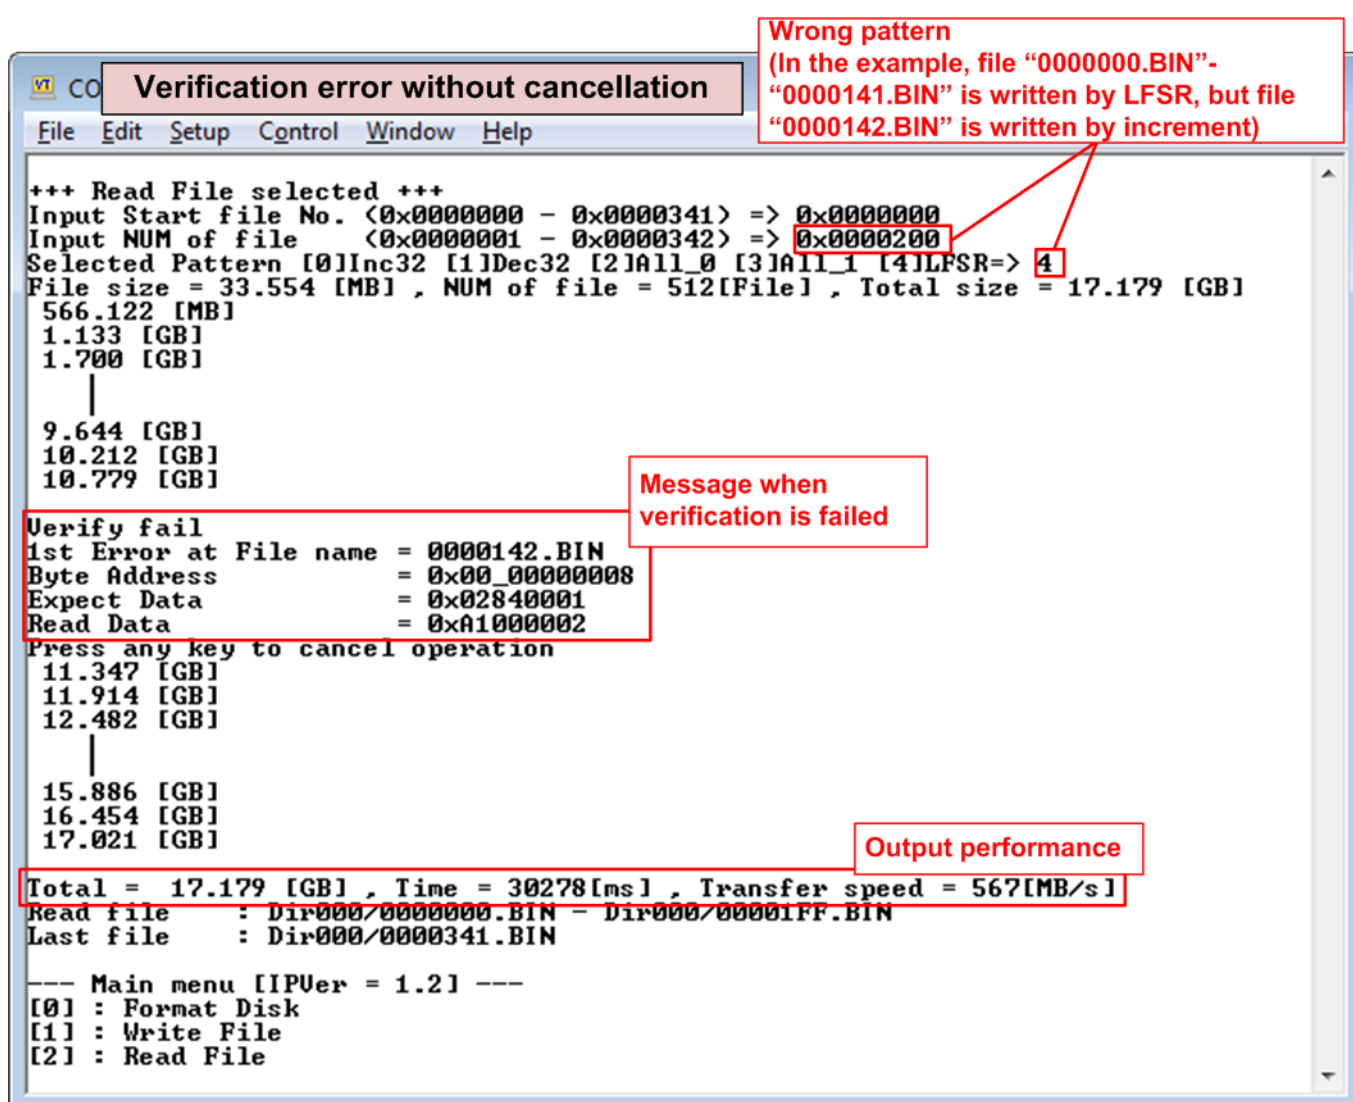 Wrong pattern
(In the example, file “0000000.BIN”-
“0000141.BIN” is written by LFSR, but file
“0000142.BIN” is written by increment)
CO
Verification error without cancellation
File Edit Setup Control Window Help
+++ Read File selected +++
Input Start file No. (0x0000000 - 0x0000341) => 0x0000000
Input NUM of file (0x0000001 - 0x0000342) => 0x0000200
Selected Pattern [0]Inc32 [1]Dec32 [2]All_0 [3]All_1 [4]LFSR=> 4
File size = 33.554 [MB] , NUM of file = 512[File] , Total size = 17.179 [GB]
566.122 [MB]
1.133 [GB]
1.700 [GB]
9.644 [GB]
10.212 [GB]
10.779 [GB]
Message when
verification is failed
Verify fail
1st Error at File name = 0000142.BIN
Byte Address = 0x00_00000008
Expect Data = 0x02840001
Read Data = 0xA1000002
Press any key to cancel operation
11.347 [GB]
11.914 [GB]
12.482 [GB]
15.886 [GB]
16.454 [GB]
17.021 [GB]
Output performance
Total = 17.179 [GB] , Time = 30278[ms] , Transfer speed = 567[MB/s]
Read file : Dir000/0000000.BIN - Dir000/00001FF.BIN
Last file : Dir000/0000341.BIN
--- Main menu [IPVer = 1.2] ---
[0] : Format Disk
[1] : Write File
[2] : Read File